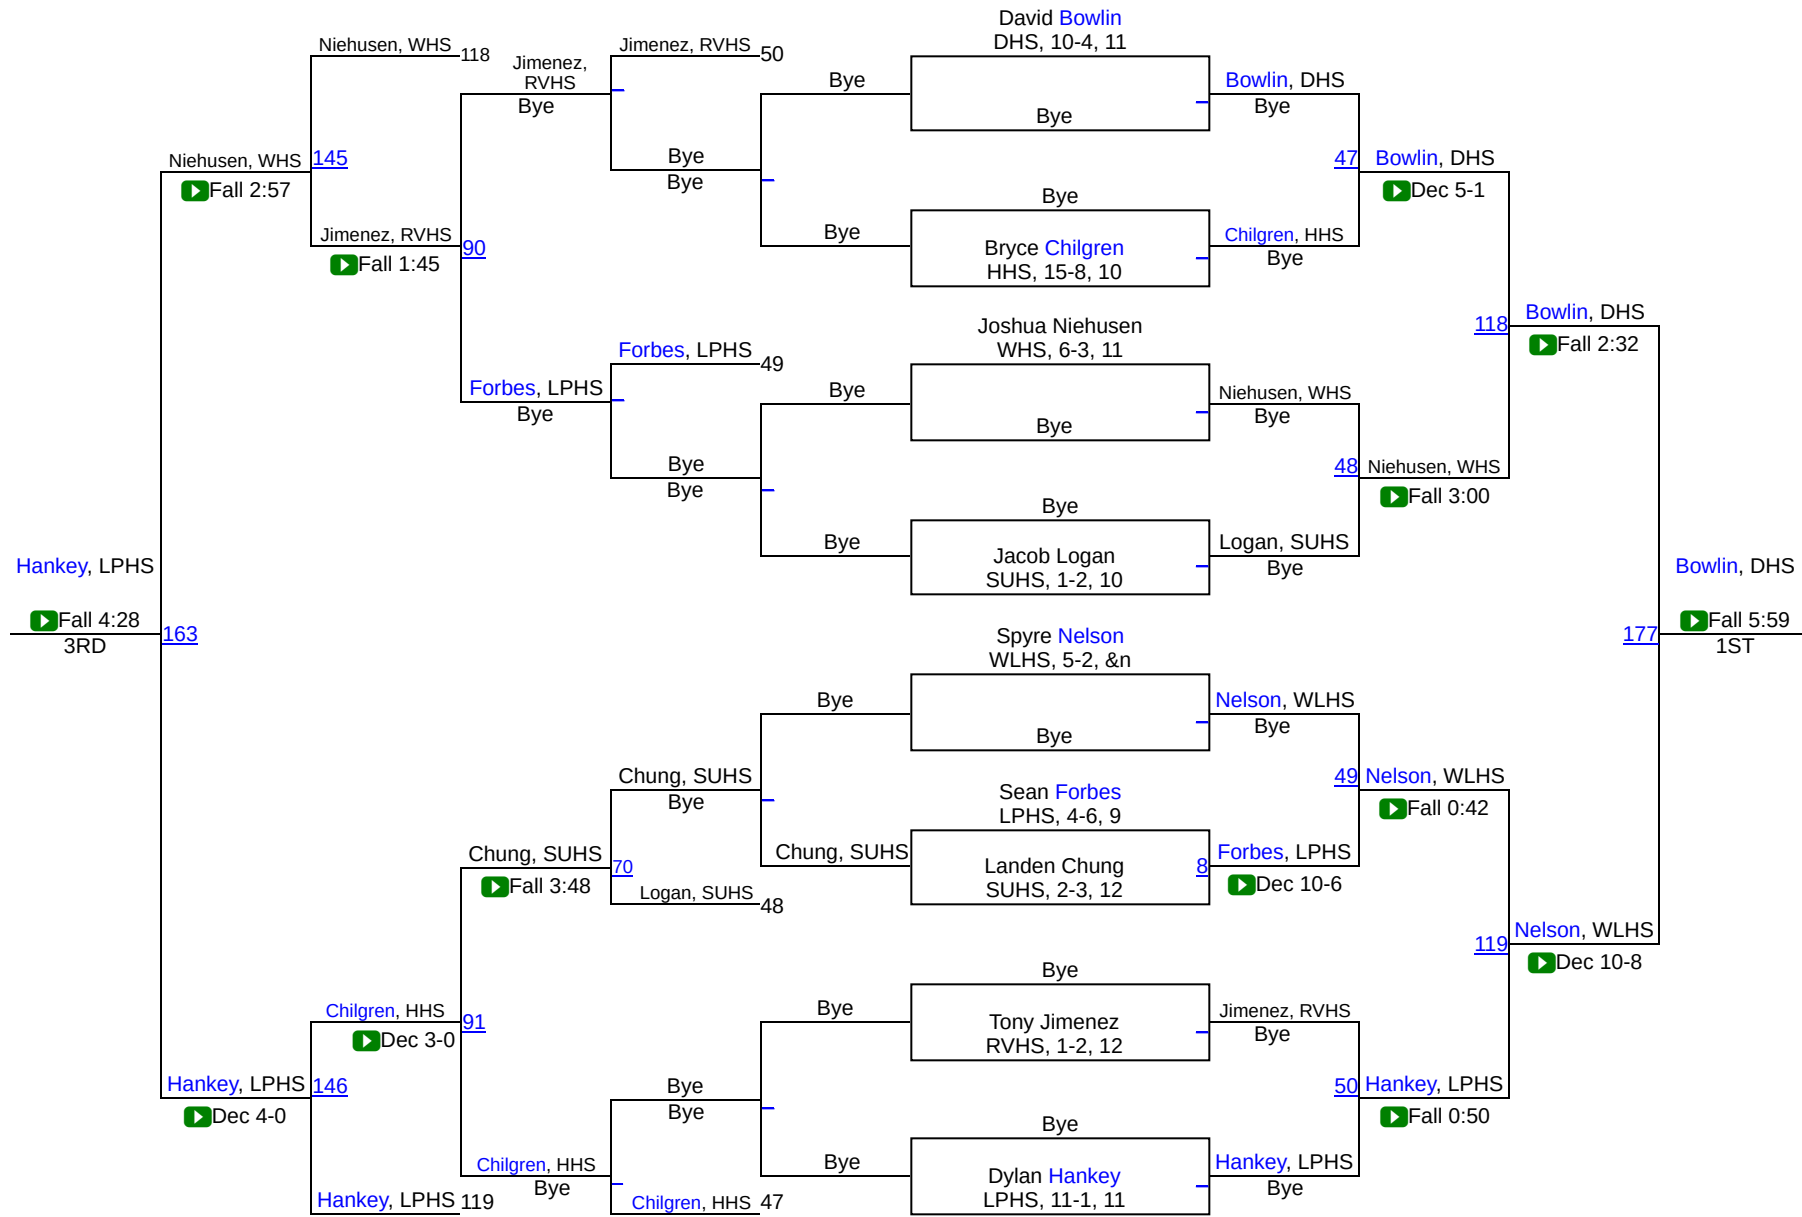 David Bowlin
DHS, 10-4, 11
Niehusen, WHS 118
Jimenez, RVHS
Jimenez, RVHS 50
Bye
Bye
Bowlin, DHS
Bye
Bye
Niehusen, WHS
145
Fall 2:57
Bye
Bye
47
Bowlin, DHS
Dec 5-1
Bye
Jimenez, RVHS
90
Fall 1:45
Bye
Bryce Chilgren
HHS, 15-8, 10
Chilgren, HHS
Bye
Joshua Niehusen
WHS, 6-3, 11
118
Bowlin, DHS
Fall 2:32
Forbes, LPHS 49
Forbes, LPHS
Bye
Bye
Bye
Niehusen, WHS
Bye
Bye
Bye
48
Niehusen, WHS
Fall 3:00
Bye
Bye
Jacob Logan
SUHS, 1-2, 10
Logan, SUHS
Bye
Hankey, LPHS
Fall 4:28
3RD
163
Bowlin, DHS
177
Fall 5:59
1ST
Spyre Nelson
WLHS, 5-2, &n
Bye
Bye
Nelson, WLHS
Bye
Chung, SUHS
Bye
49
Nelson, WLHS
Fall 0:42
Sean Forbes
LPHS, 4-6, 9
Chung, SUHS
70
Fall 3:48
Chung, SUHS
Landen Chung
SUHS, 2-3, 12
8
Forbes, LPHS
Dec 10-6
Logan, SUHS 48
119
Nelson, WLHS
Dec 10-8
Bye
Chilgren, HHS
91
Dec 3-0
Bye
Tony Jimenez
RVHS, 1-2, 12
Jimenez, RVHS
Bye
Hankey, LPHS
146
Dec 4-0
Bye
Bye
50
Hankey, LPHS
Fall 0:50
Bye
Chilgren, HHS
Bye
Bye
Dylan Hankey
LPHS, 11-1, 11
Hankey, LPHS
Bye
Hankey, LPHS 119
Chilgren, HHS 47